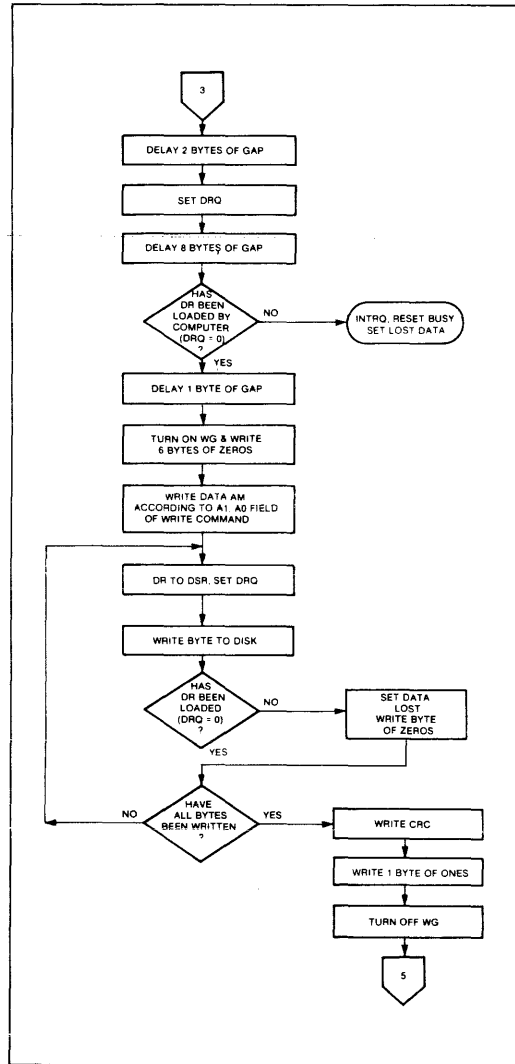 3
DELAY 2 BYTES OF GAP
SET DRQ
DELAY 8 BYTES OF GAP
HAS
DR BEEN
LOADED BY
COMPUTER
(DRQ = 0)
?
NO
INTRQ, RESET BUSY
SET LOST DATA
YES
DELAY 1 BYTE OF GAP
TURN ON WG & WRITE
6 BYTES OF ZEROS
WRITE DATA AM
ACCORDING TO A1, A0 FIELD
OF WRITE COMMAND
DR TO DSR, SET DRQ
WRITE BYTE TO DISK
HAS
DR BEEN
LOADED
(DRQ = 0)
?
NO
SET DATA
LOST
WRITE BYTE
OF ZEROS
YES
HAVE
ALL BYTES
BEEN WRITTEN
?
NO
YES
WRITE CRC
WRITE 1 BYTE OF ONES
TURN OFF WG
5